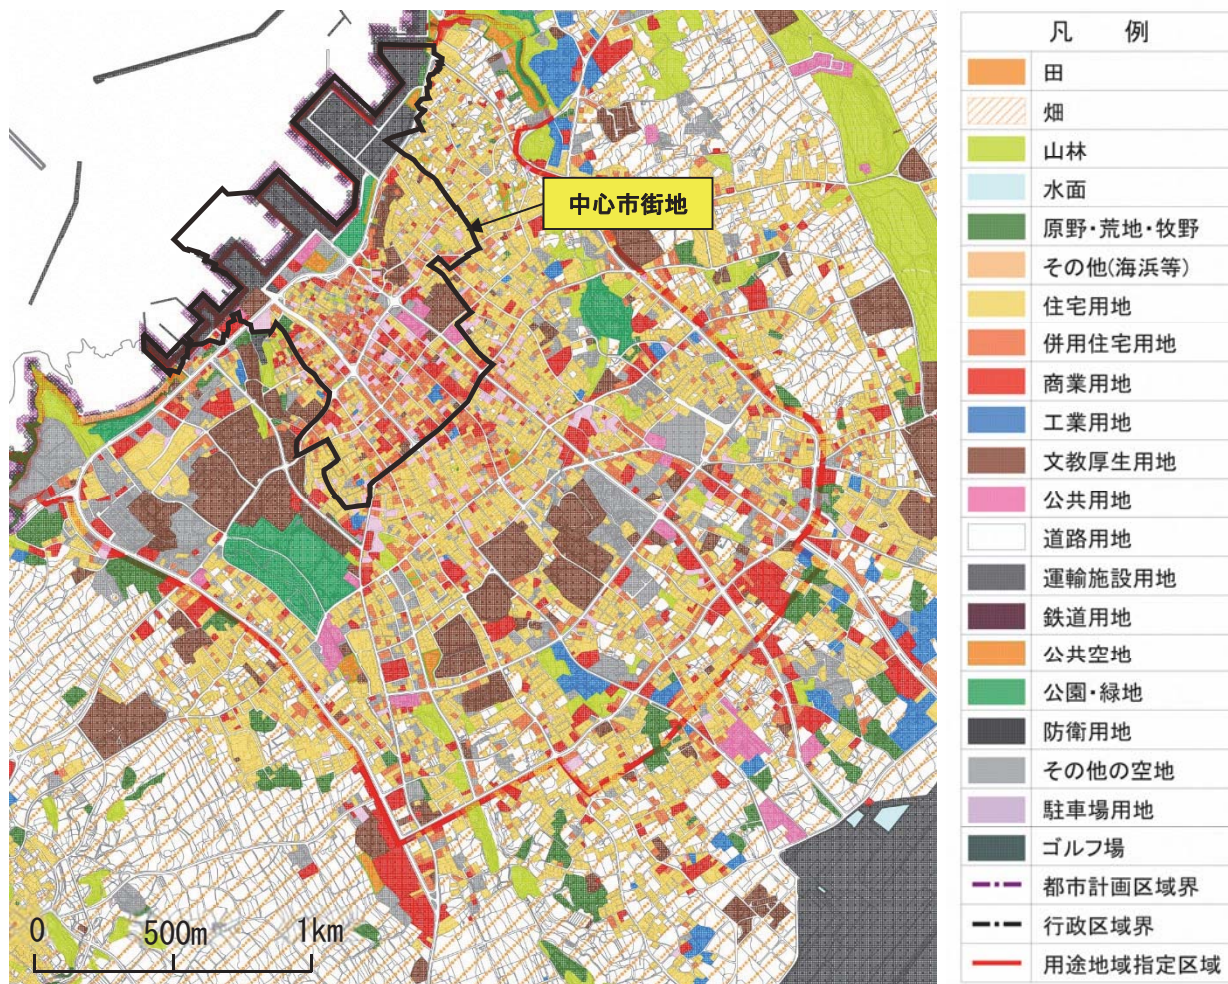 中心市街地
0 500m 1km
凡 例
田
畑
山林
水面
原野・荒地・牧野
その他(海浜等)
住宅用地
併用住宅用地
商業用地
工業用地
文教厚生用地
公共用地
道路用地
運輸施設用地
鉄道用地
公共空地
公園・緑地
防衛用地
その他の空地
駐車場用地
ゴルフ場
都市計画区域界
行政区域界
用途地域指定区域